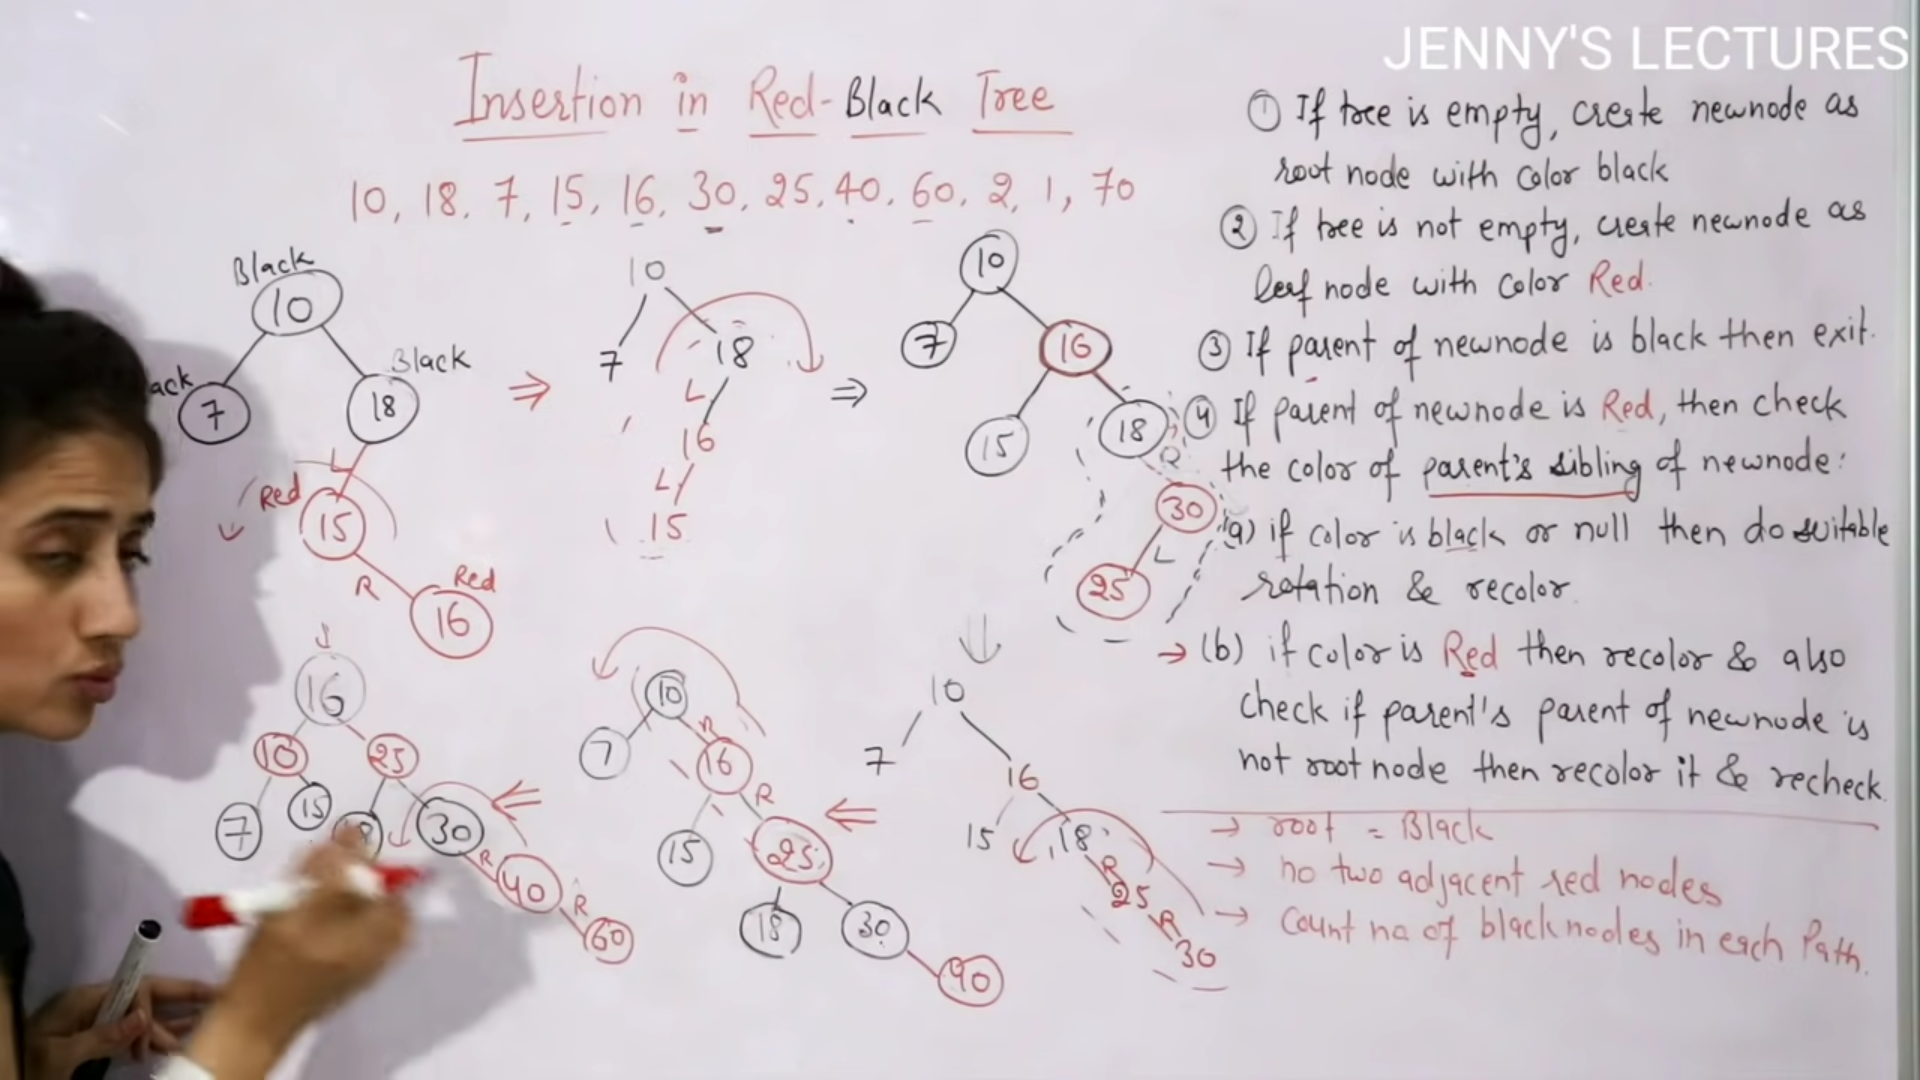 JENNY'S LECTURES
Insertion in Red-Black Tree
10, 18, 7, 15, 16, 30, 25, 40, 60, 2, 1, 70
① If tree is empty, create newnode as
root node with color black
② If tree is not empty, create newnode as
leaf node with color Red.
③ If parent of newnode is black then exit.
④ If parent of newnode is Red, then check
the color of parent's sibling of newnode:
a) if color is black or null then do suitable
rotation & recolor.
→ (b) if color is Red then recolor & also
check if parent's parent of newnode is
not root node then recolor it & recheck.
→ root = Black
→ no two adjacent red nodes
→ Count no of black nodes in each Path.
Black
10
Black
ack
7
18
L
Red
15
R
Red
16
⇒
10
7
18
L
16
L
15
⇒
10
7
16
15
18
R
30
L
25
10
7
16
15
18
R
25
R
30
10
7
R
16
R
15
25
18
30
40
16
10
25
7
15
18
30
R
40
R
60